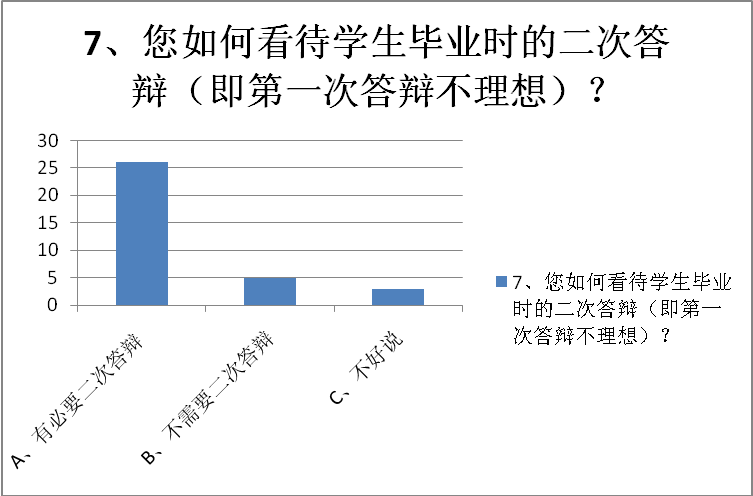 7、您如何看待学生毕业时的二次答
辩（即第一次答辩不理想）？
30
25
20
15
10
5
0
A、有必要二次答辩
B、不需要二次答辩
C、不好说
7、您如何看待学生毕业
时的二次答辩（即第一
次答辩不理想）？